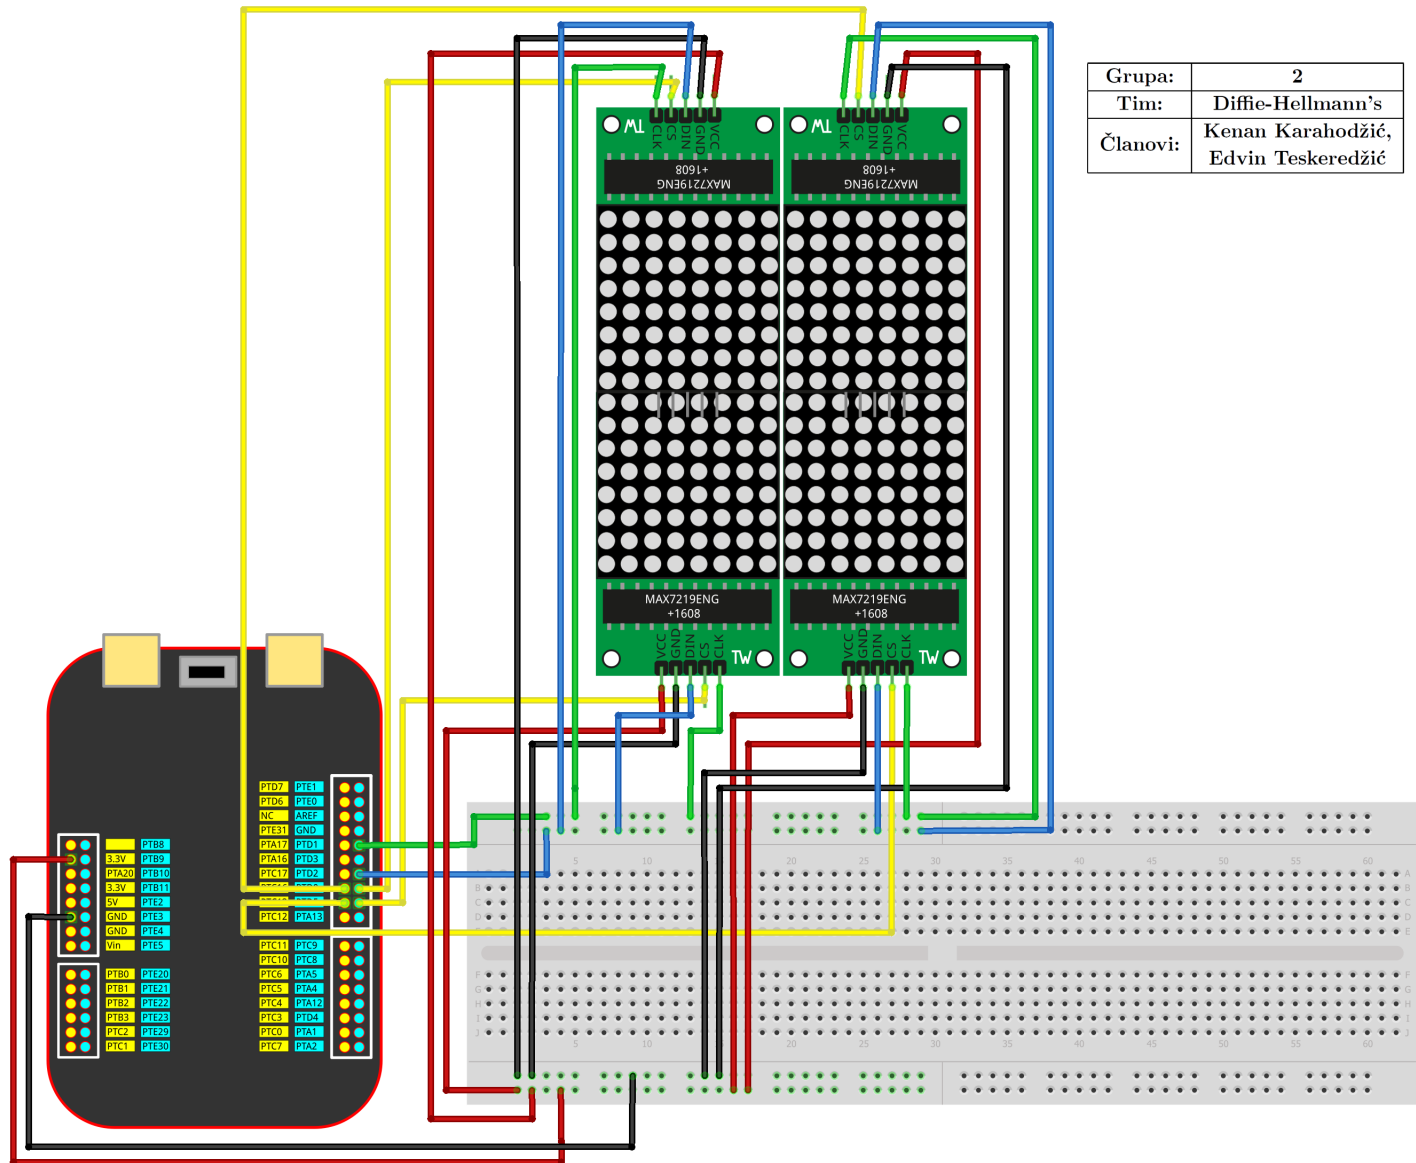 Grupa: 2
Tim: Diffie-Hellmann's
Članovi: Kenan Karahodžić,
Edvin Teskeredžić
TW
CLK CS DIN GND VCC
MAX7219ENG
+1608
TW
CLK CS DIN GND VCC
MAX7219ENG
+1608
MAX7219ENG
+1608
VCC GND DIN CS CLK
TW
MAX7219ENG
+1608
VCC GND DIN CS CLK
TW
PTD7 PTE1
PTD6 PTE0
NC AREF
PTE31 GND
PTA17 PTD1
PTA16 PTD3
PTC17 PTD2
PTC12 PTA13
PTC11 PTC9
PTC10 PTC8
PTC6 PTA5
PTC5 PTA4
PTC4 PTA12
PTC3 PTD4
PTC0 PTA1
PTC7 PTA2
PTB8
3.3V PTB9
PTA20 PTB10
3.3V PTB11
5V PTE2
GND PTE3
GND PTE4
Vin PTE5
PTB0 PTE20
PTB1 PTE21
PTB2 PTE22
PTB3 PTE23
PTC2 PTE29
PTC1 PTE30
5 10 20 25 30 35 40 45 50 55 60
A
B B
C C
D D
E E
F F
G G
H H
I I
J J
5 10 20 25 30 35 40 45 50 55 60